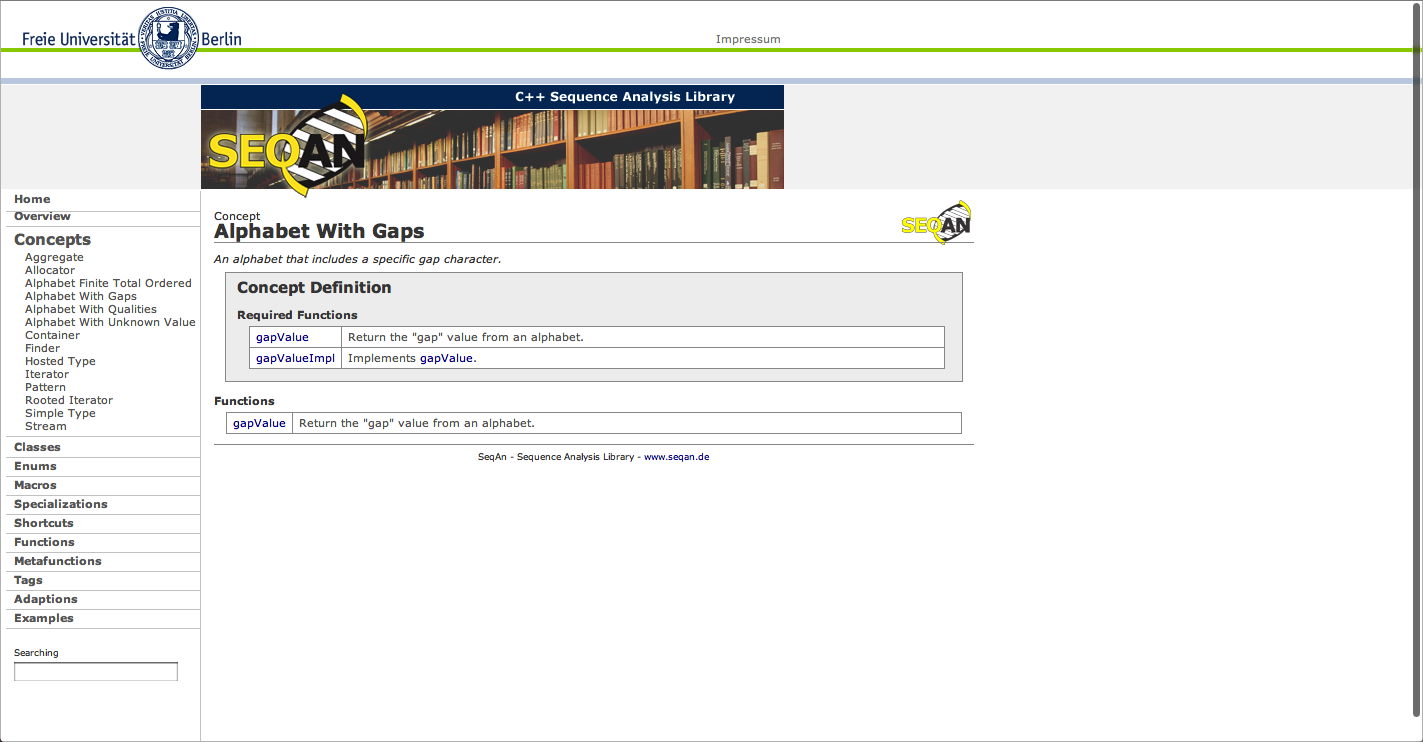 Freie Universität Berlin
Impressum
C++ Sequence Analysis Library
SEQAN
Home
Overview
Concepts
Aggregate
Allocator
Alphabet Finite Total Ordered
Alphabet With Gaps
Alphabet With Qualities
Alphabet With Unknown Value
Container
Finder
Hosted Type
Iterator
Pattern
Rooted Iterator
Simple Type
Stream
Classes
Enums
Macros
Specializations
Shortcuts
Functions
Metafunctions
Tags
Adaptions
Examples
Searching
Concept
Alphabet With Gaps
SEQAN
An alphabet that includes a specific gap character.
Concept Definition
Required Functions
gapValue Return the "gap" value from an alphabet.
gapValueImpl Implements gapValue.
Functions
gapValue Return the "gap" value from an alphabet.
SeqAn - Sequence Analysis Library - www.seqan.de